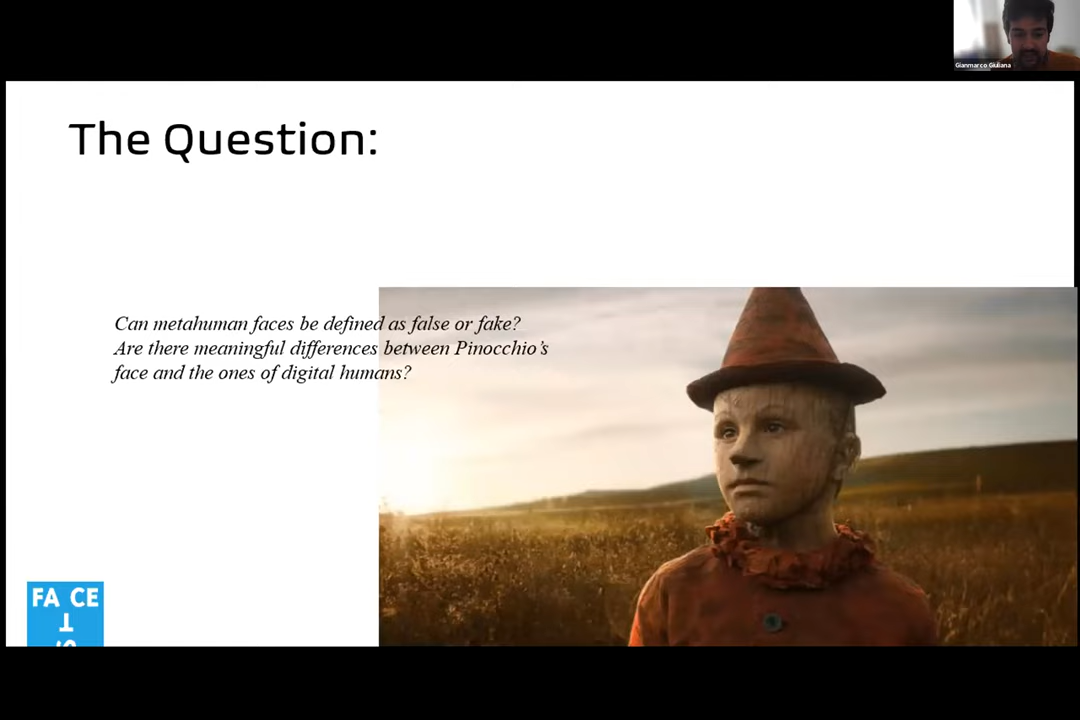 Gianmarco Giuliana
The Question:
Can metahuman faces be defined as false or fake?
Are there meaningful differences between Pinocchio’s
face and the ones of digital humans?
FA CE
T